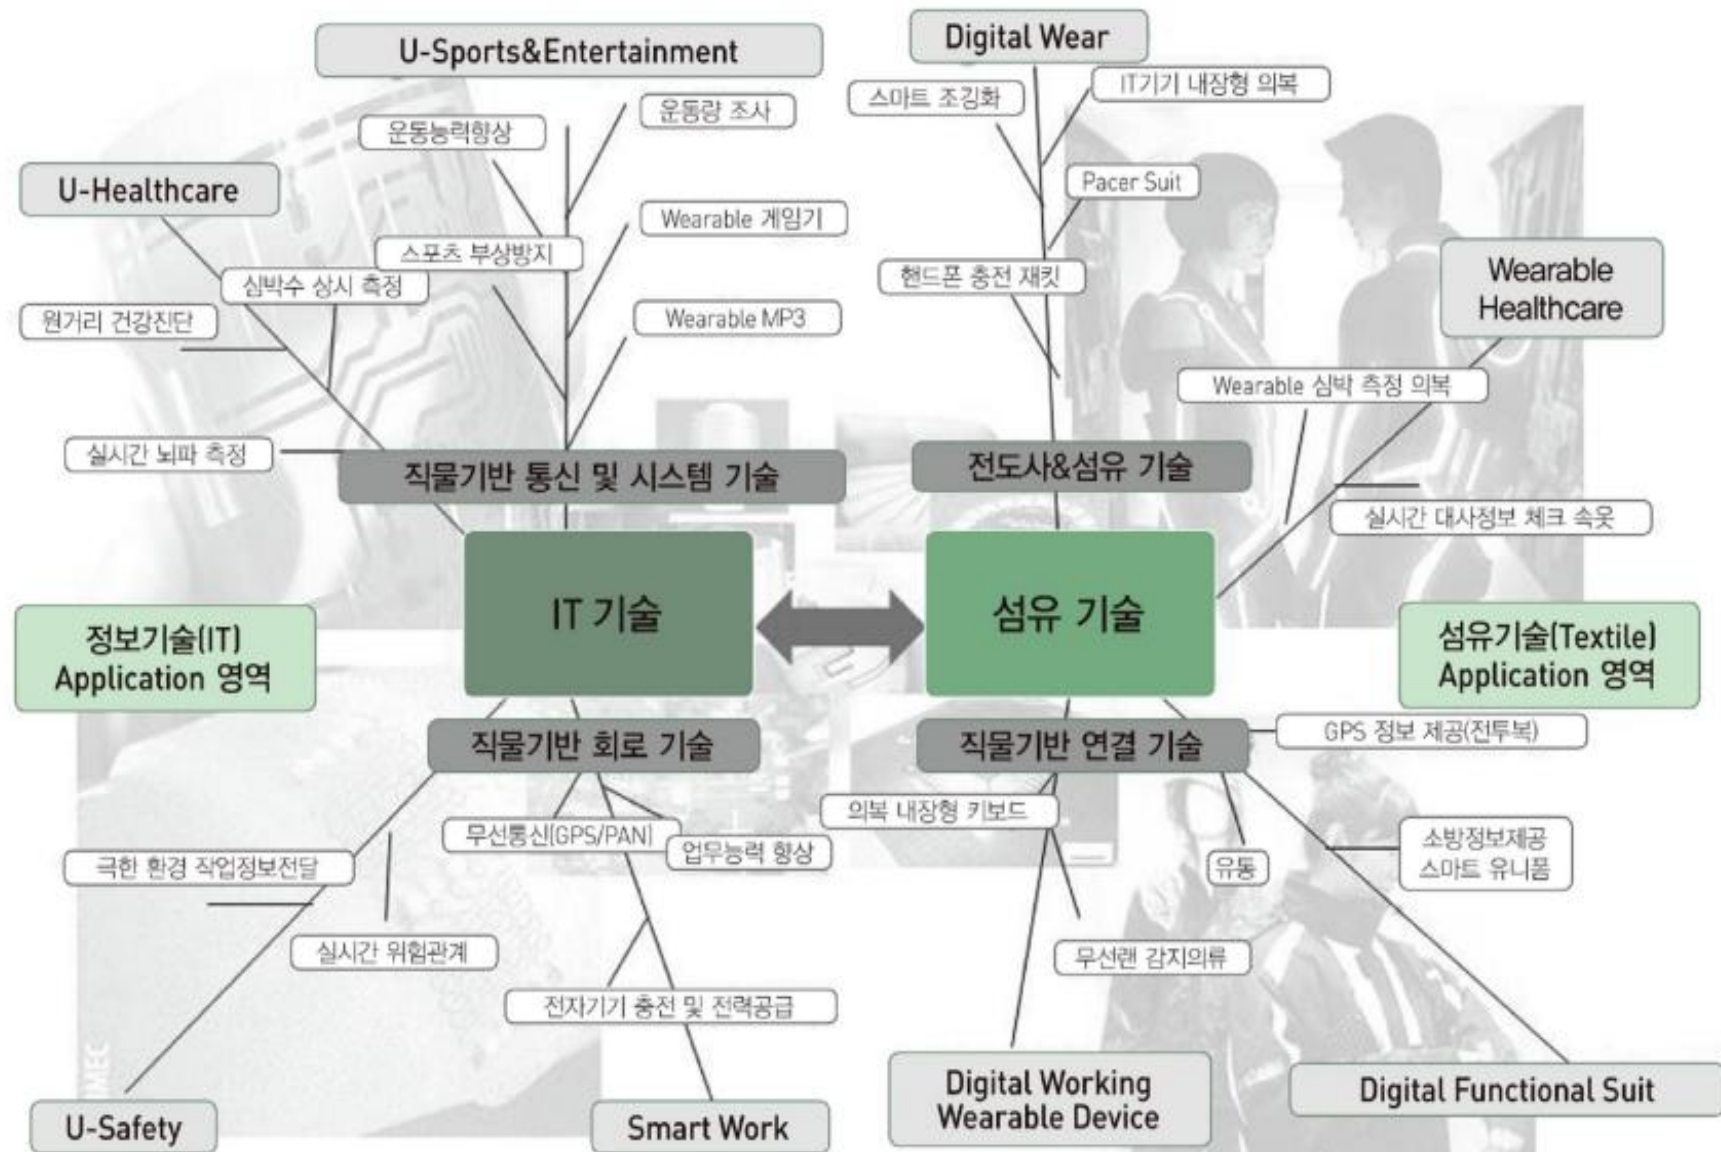 U-Sports&Entertainment
Digital Wear
운동량 조사
스마트 조깅화
IT기기 내장형 의복
운동능력향상
U-Healthcare
Pacer Suit
Wearable 게임기
스포츠 부상방지
심박수 상시 측정
핸드폰 충전 재킷
Wearable
Healthcare
원거리 건강진단
Wearable MP3
Wearable 심박 측정 의복
실시간 뇌파 측정
직물기반 통신 및 시스템 기술
전도사&섬유 기술
실시간 대사정보 체크 속옷
IT 기술
섬유 기술
정보기술(IT)
Application 영역
섬유기술(Textile)
Application 영역
직물기반 회로 기술
직물기반 연결 기술
GPS 정보 제공(전투복)
의복 내장형 키보드
무선통신(GPS/PAN)
업무능력 향상
극한 환경 작업정보전달
유동
소방정보제공
스마트 유니폼
실시간 위험관계
무선랜 감지의류
전자기기 충전 및 전력공급
IMEC
U-Safety
Smart Work
Digital Working
Wearable Device
Digital Functional Suit